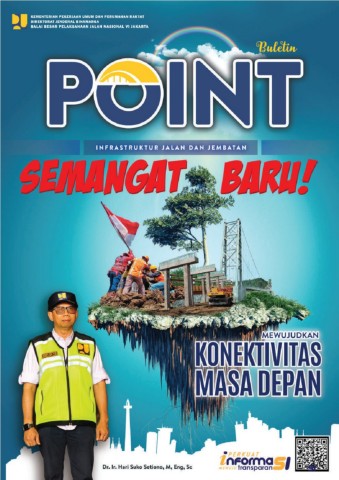 KEMENTERIAN PEKERJAAN UMUM DAN PERUMAHAN RAKYAT
DIREKTORAT JENDERAL BINA MARGA
BALAI BESAR PELAKSANAAN JALAN NASIONAL VI JAKARTA
Buletin
POINT
INFRASTRUKTUR JALAN DAN JEMBATAN
SEMANGAT BARU!
MEWUJUDKAN
KONEKTIVITAS
MASA DEPAN
Dr. Ir. Hari Suko Setiono, M, Eng, Sc
PERKUAT
informaSI
transparan